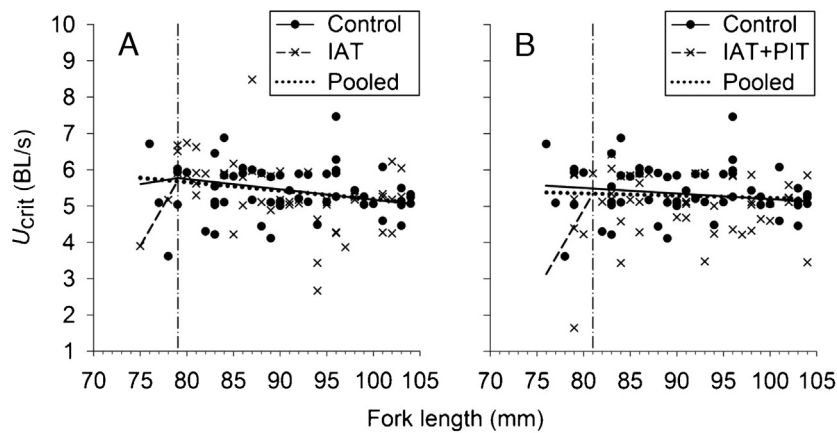 A
Control
IAT
Pooled
B
Control
IAT+PIT
Pooled
Ucrit (BL/s)
10
9
8
7
6
5
4
3
2
1
70 75 80 85 90 95 100 105
70 75 80 85 90 95 100 105
Fork length (mm)